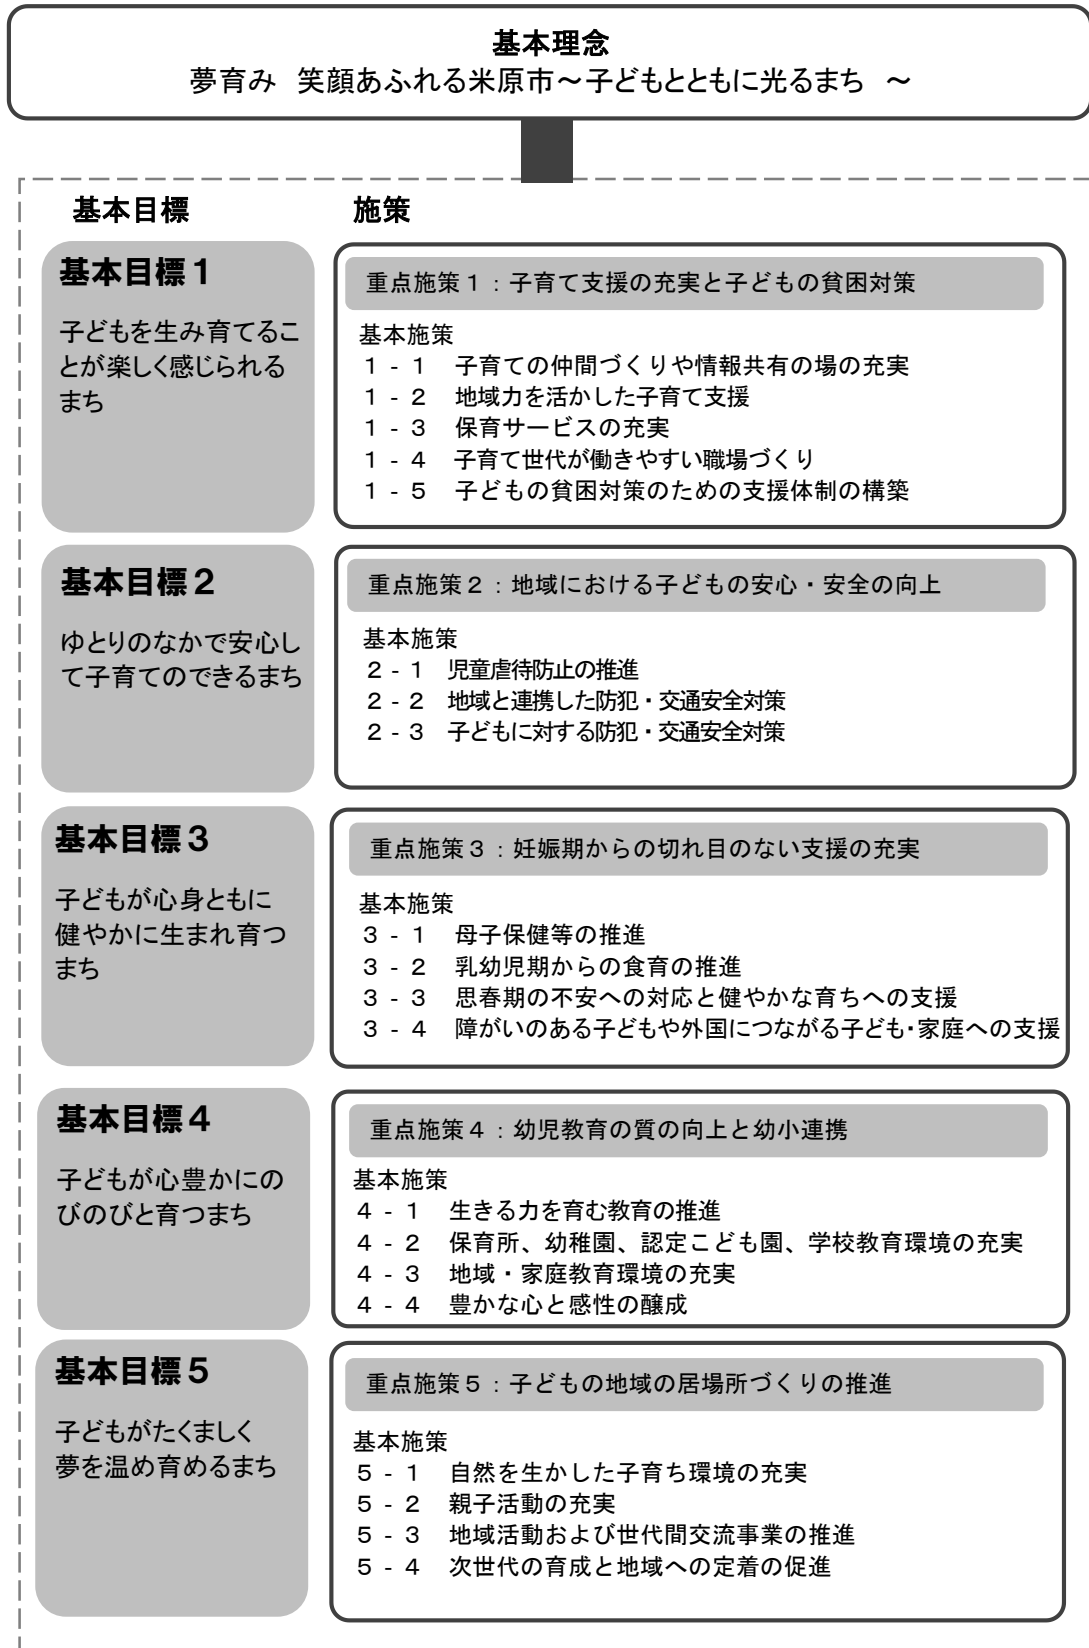 基本理念
夢育み 笑顔あふれる米原市～子どもとともに光るまち ～
基本目標 施策
基本目標１
子どもを生み育てるこ
とが楽しく感じられる
まち
重点施策１：子育て支援の充実と子どもの貧困対策
基本施策
１-１ 子育ての仲間づくりや情報共有の場の充実
１-２ 地域力を活かした子育て支援
１-３ 保育サービスの充実
１-４ 子育て世代が働きやすい職場づくり
１-５ 子どもの貧困対策のための支援体制の構築
基本目標２
ゆとりのなかで安心し
て子育てのできるまち
重点施策２：地域における子どもの安心・安全の向上
基本施策
２-１ 児童虐待防止の推進
２-２ 地域と連携した防犯・交通安全対策
２-３ 子どもに対する防犯・交通安全対策
基本目標３
子どもが心身ともに
健やかに生まれ育つ
まち
重点施策３：妊娠期からの切れ目のない支援の充実
基本施策
３-１ 母子保健等の推進
３-２ 乳幼児期からの食育の推進
３-３ 思春期の不安への対応と健やかな育ちへの支援
３-４ 障がいのある子どもや外国につながる子ども・家庭への支援
基本目標４
子どもが心豊かにの
びのびと育つまち
重点施策４：幼児教育の質の向上と幼小連携
基本施策
４-１ 生きる力を育む教育の推進
４-２ 保育所、幼稚園、認定こども園、学校教育環境の充実
４-３ 地域・家庭教育環境の充実
４-４ 豊かな心と感性の醸成
基本目標５
子どもがたくましく
夢を温め育めるまち
重点施策５：子どもの地域の居場所づくりの推進
基本施策
５-１ 自然を生かした子育ち環境の充実
５-２ 親子活動の充実
５-３ 地域活動および世代間交流事業の推進
５-４ 次世代の育成と地域への定着の促進